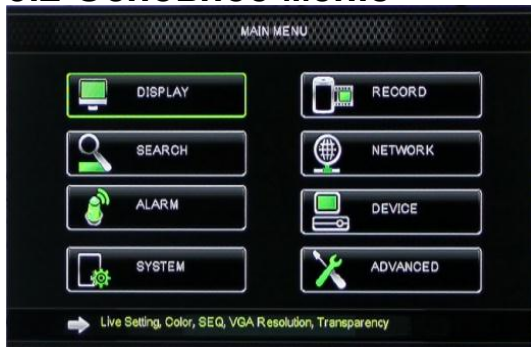 MAIN MENU
DISPLAY
RECORD
SEARCH
NETWORK
ALARM
DEVICE
SYSTEM
ADVANCED
Live Setting, Color, SEQ, VGA Resolution, Transparency